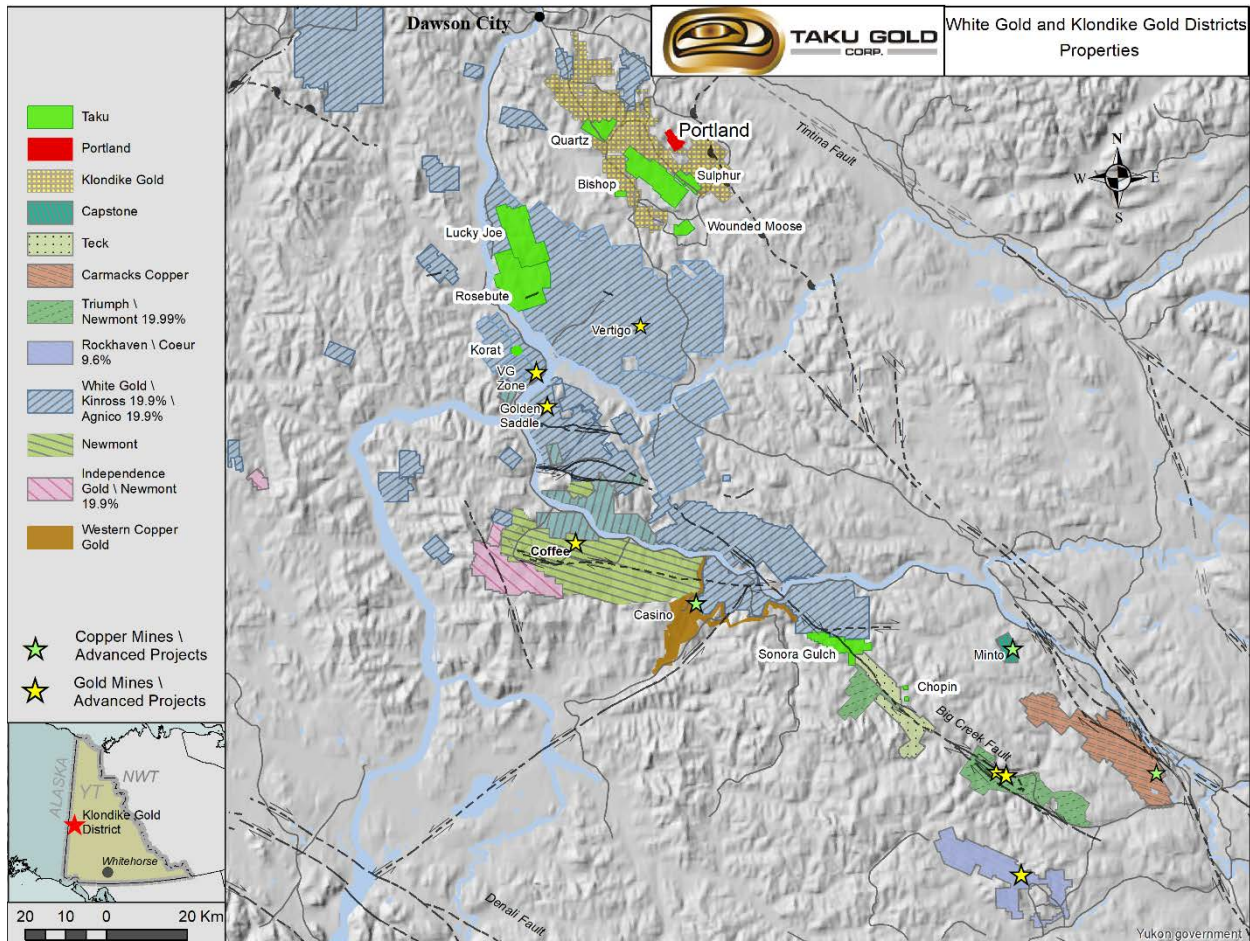 Dawson City
TAKU GOLD
CORP.
White Gold and Klondike Gold Districts
Properties
Taku
Portland
Klondike Gold
Capstone
Teck
Carmacks Copper
Triumph \
Newmont 19.99%
Rockhaven \ Coeur
9.6%
White Gold \
Kinross 19.9% \
Agnico 19.9%
Newmont
Independence
Gold \ Newmont
19.9%
Western Copper
Gold
Copper Mines \
Advanced Projects
Gold Mines \
Advanced Projects
ALASKA
YT
NWT
Klondike Gold
District
Whitehorse
20 10 0 20 Km
Tintina Fault
N
W E
S
Quartz
Portland
Bishop
Sulphur
Wounded Moose
Lucky Joe
Rosebute
Vertigo
Korat
VG
Zone
Golden
Saddle
Coffee
Casino
Sonora Gulch
Minto
Chopin
Big Creek Fault
Denali Fault
Yukon government